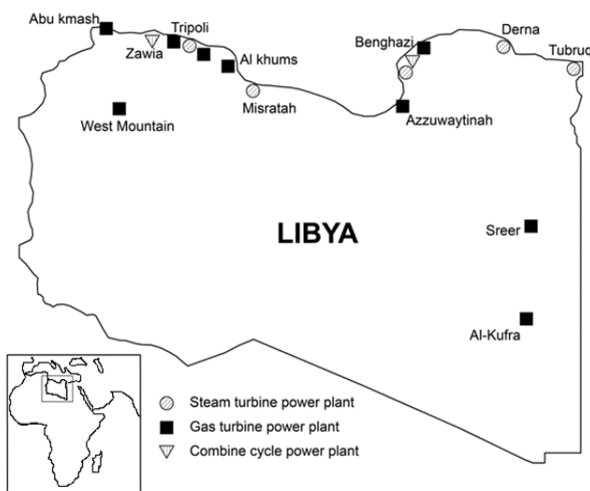 Abu kmash
Tripoli
Zawia
Al khums
Misratah
West Mountain
Benghazi
Derna
Tubruq
Azzuwaytinah
LIBYA
Sreer
Al-Kufra
Steam turbine power plant
Gas turbine power plant
Combine cycle power plant